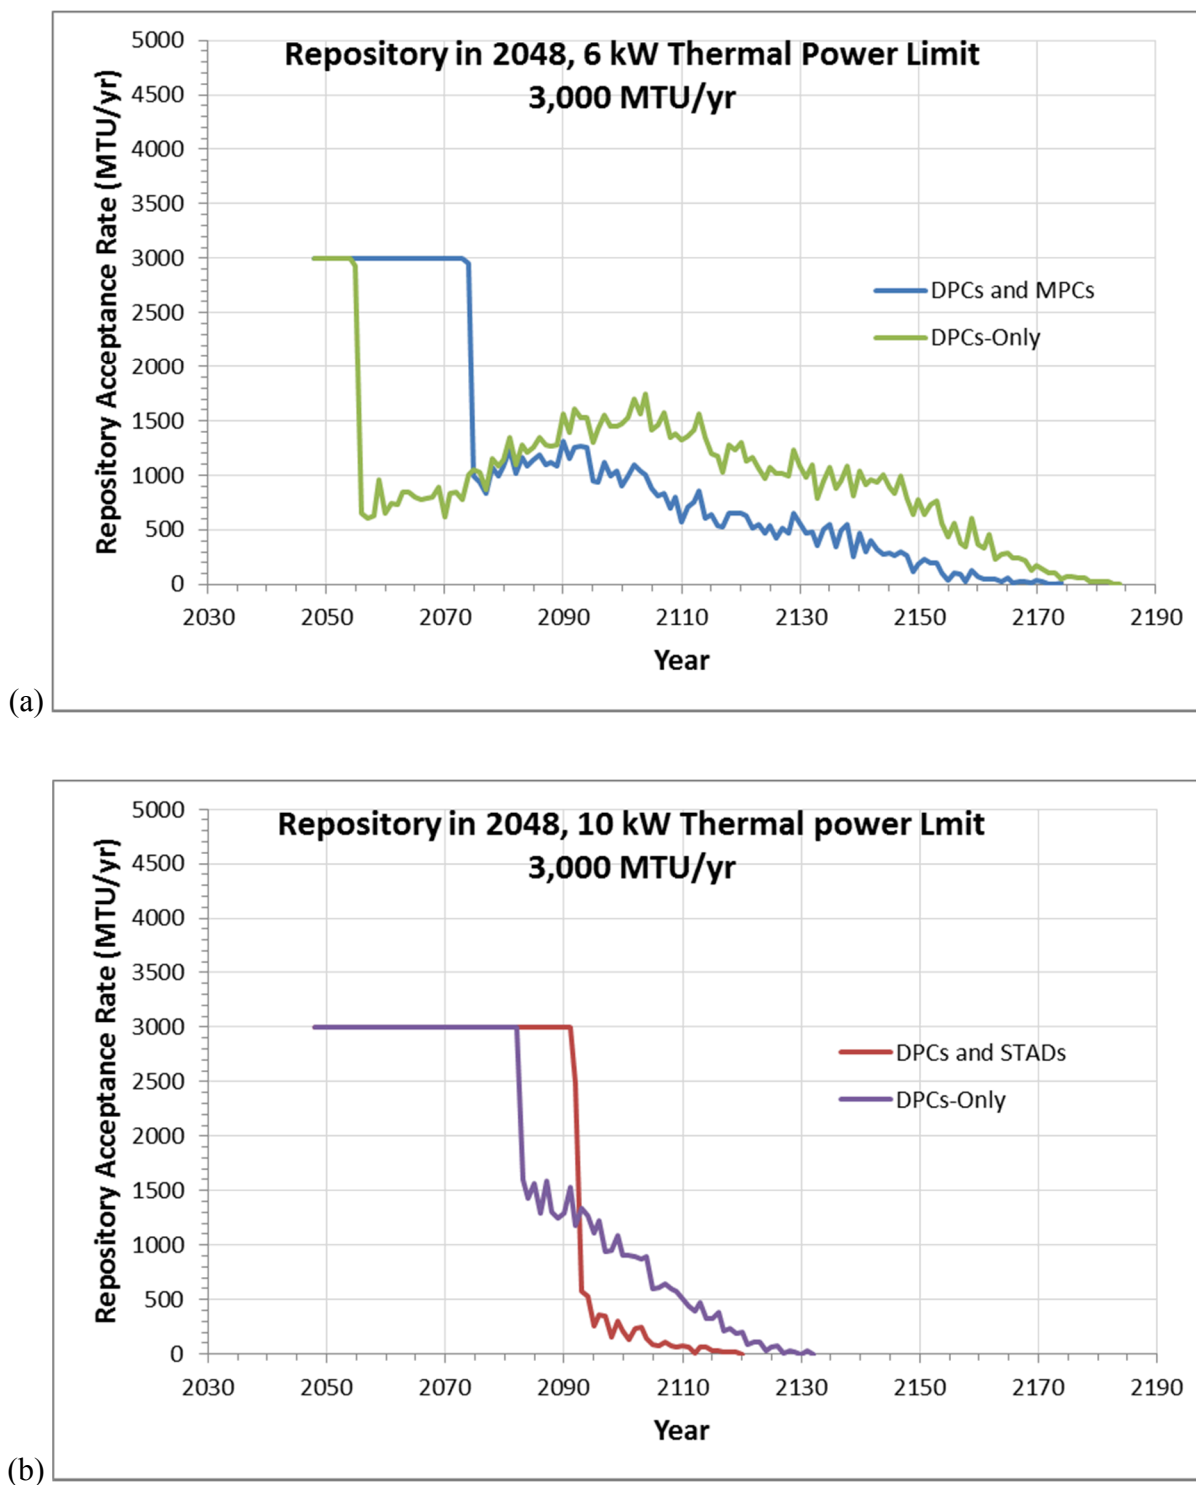 Repository in 2048, 6 kW Thermal Power Limit
3,000 MTU/yr
Repository Acceptance Rate (MTU/yr)
5000
4500
4000
3500
3000
2500
2000
1500
1000
500
0
DPCs and MPCs
DPCs-Only
2030 2050 2070 2090 2110 2130 2150 2170 2190
Year
(a)
Repository in 2048, 10 kW Thermal power Lmit
3,000 MTU/yr
Repository Acceptance Rate (MTU/yr)
5000
4500
4000
3500
3000
2500
2000
1500
1000
500
0
DPCs and STADs
DPCs-Only
2030 2050 2070 2090 2110 2130 2150 2170 2190
Year
(b)